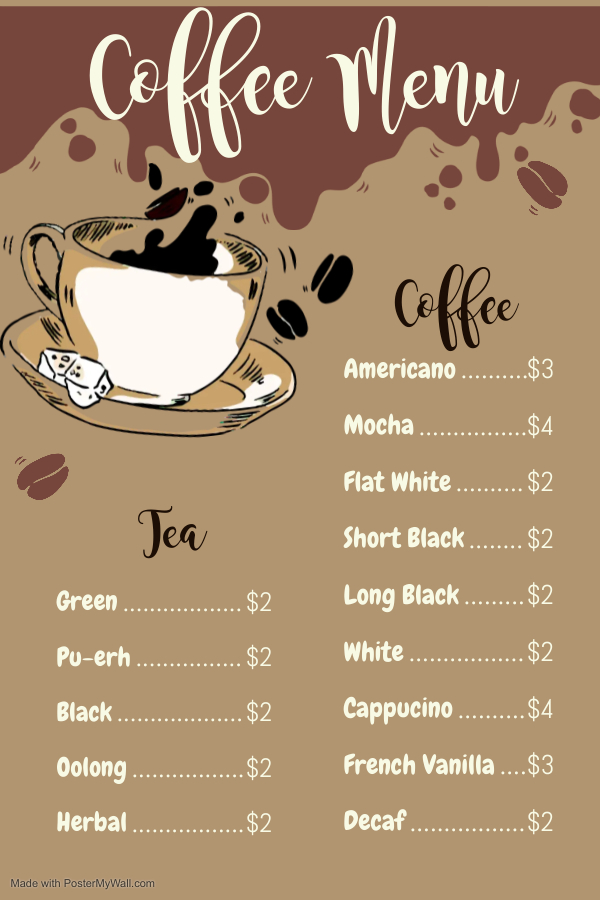 Coffee Menu
Coffee
Americano ..........$3
Mocha ................$4
Flat White ..........$2
Short Black ........$2
Long Black .........$2
White .................$2
Cappucino ..........$4
French Vanilla ....$3
Decaf .................$2
Tea
Green .................. $2
Pu-erh ................ $2
Black ................... $2
Oolong .................$2
Herbal .................$2
Made with PosterMyWall.com